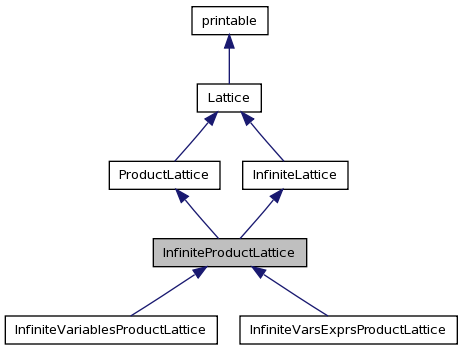 printable
Lattice
ProductLattice
InfiniteLattice
InfiniteProductLattice
InfiniteVariablesProductLattice
InfiniteVarsExprsProductLattice